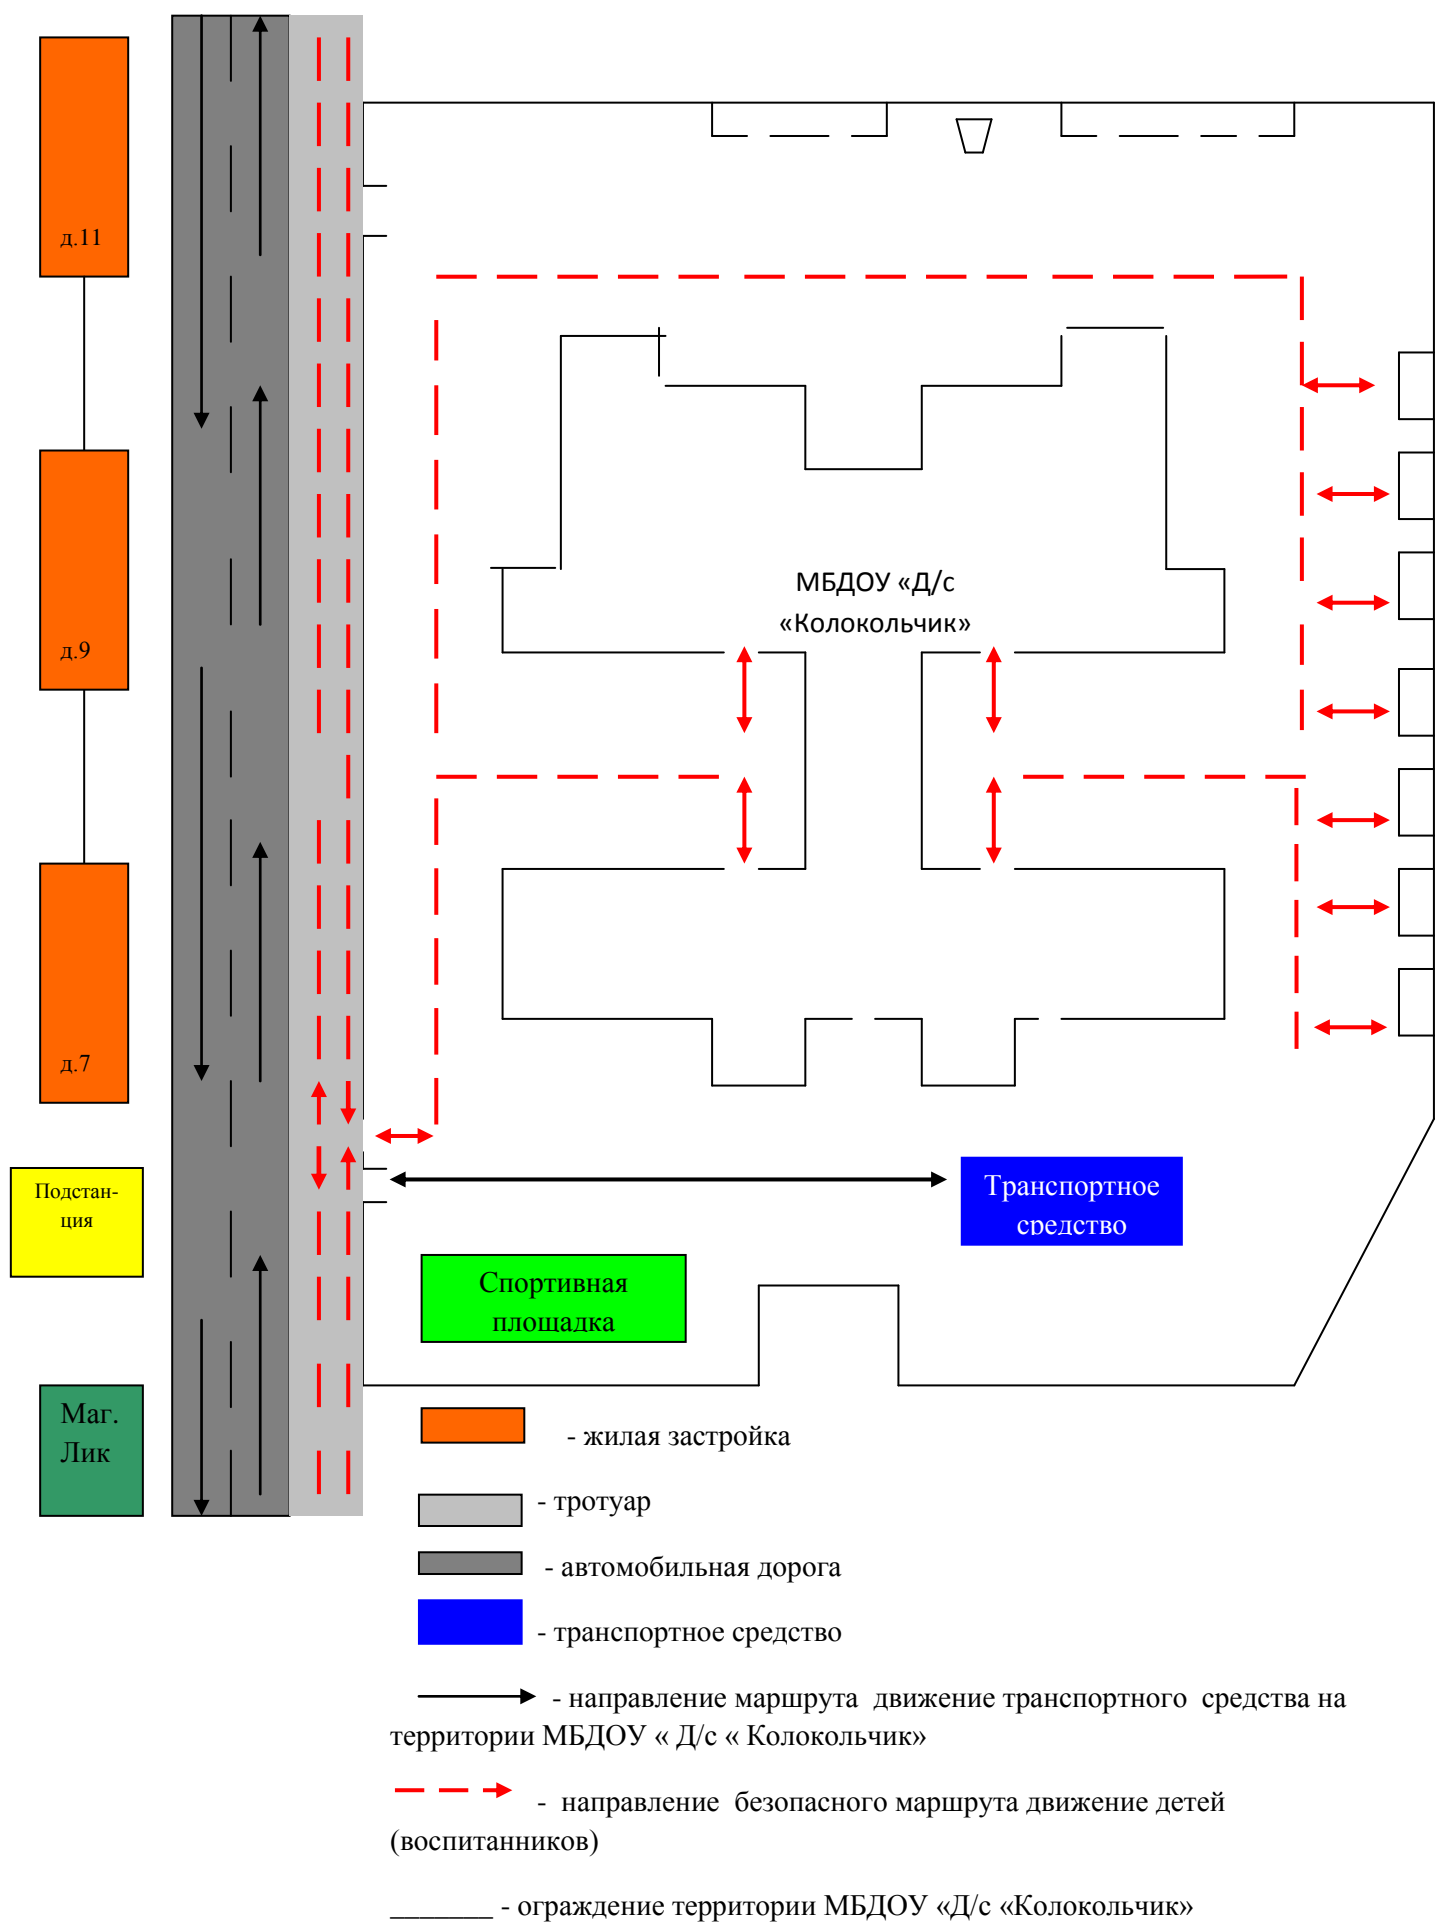 д.11
д.9
МБДОУ «Д/с
«Колокольчик»
д.7
Подстан-
ция
Транспортное
средство
Спортивная
площадка
Маг.
Лик
- жилая застройка
- тротуар
- автомобильная дорога
- транспортное средство
- направление маршрута движение транспортного средства на
территории МБДОУ « Д/с « Колокольчик»
- направление безопасного маршрута движение детей
(воспитанников)
_______ - ограждение территории МБДОУ «Д/с «Колокольчик»